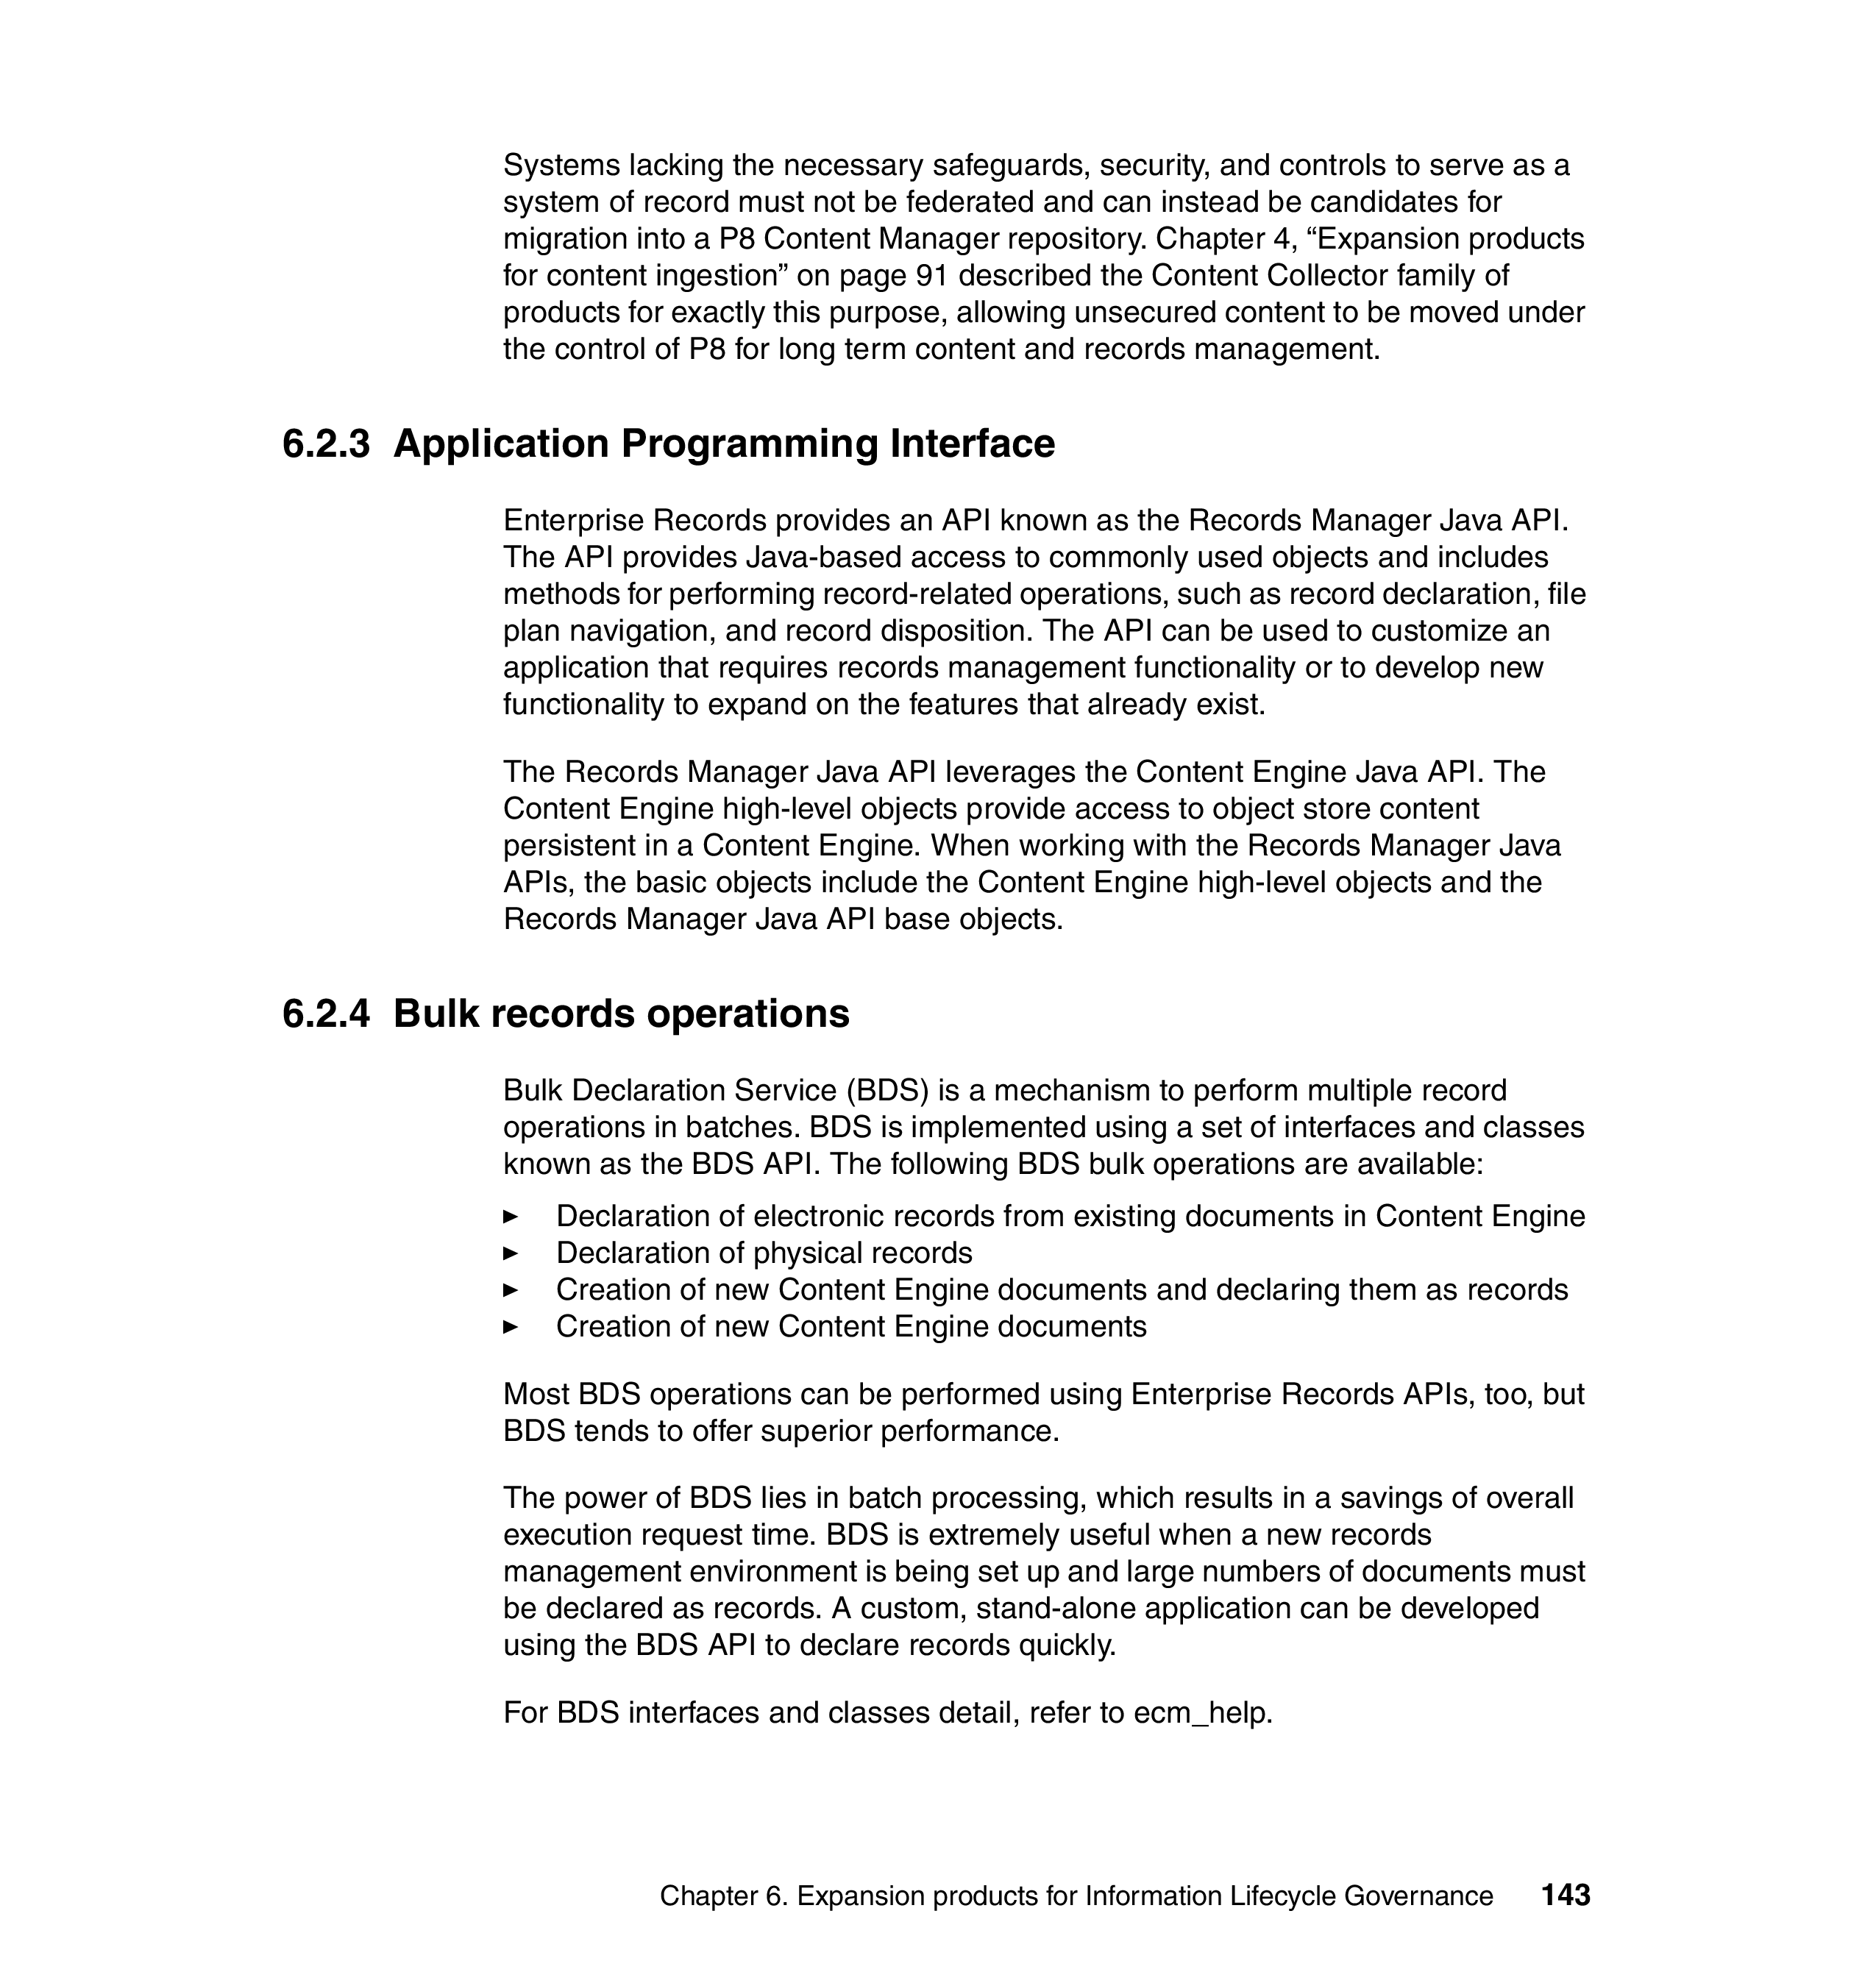 Systems lacking the necessary safeguards, security, and controls to serve as a
system of record must not be federated and can instead be candidates for
migration into a P8 Content Manager repository. Chapter 4, “Expansion products
for content ingestion” on page 91 described the Content Collector family of
products for exactly this purpose, allowing unsecured content to be moved under
the control of P8 for long term content and records management.
6.2.3 Application Programming Interface
Enterprise Records provides an API known as the Records Manager Java API.
The API provides Java-based access to commonly used objects and includes
methods for performing record-related operations, such as record declaration, file
plan navigation, and record disposition. The API can be used to customize an
application that requires records management functionality or to develop new
functionality to expand on the features that already exist.
The Records Manager Java API leverages the Content Engine Java API. The
Content Engine high-level objects provide access to object store content
persistent in a Content Engine. When working with the Records Manager Java
APIs, the basic objects include the Content Engine high-level objects and the
Records Manager Java API base objects.
6.2.4 Bulk records operations
Bulk Declaration Service (BDS) is a mechanism to perform multiple record
operations in batches. BDS is implemented using a set of interfaces and classes
known as the BDS API. The following BDS bulk operations are available:
► Declaration of electronic records from existing documents in Content Engine
► Declaration of physical records
► Creation of new Content Engine documents and declaring them as records
► Creation of new Content Engine documents
Most BDS operations can be performed using Enterprise Records APIs, too, but
BDS tends to offer superior performance.
The power of BDS lies in batch processing, which results in a savings of overall
execution request time. BDS is extremely useful when a new records
management environment is being set up and large numbers of documents must
be declared as records. A custom, stand-alone application can be developed
using the BDS API to declare records quickly.
For BDS interfaces and classes detail, refer to ecm_help.
Chapter 6. Expansion products for Information Lifecycle Governance 143